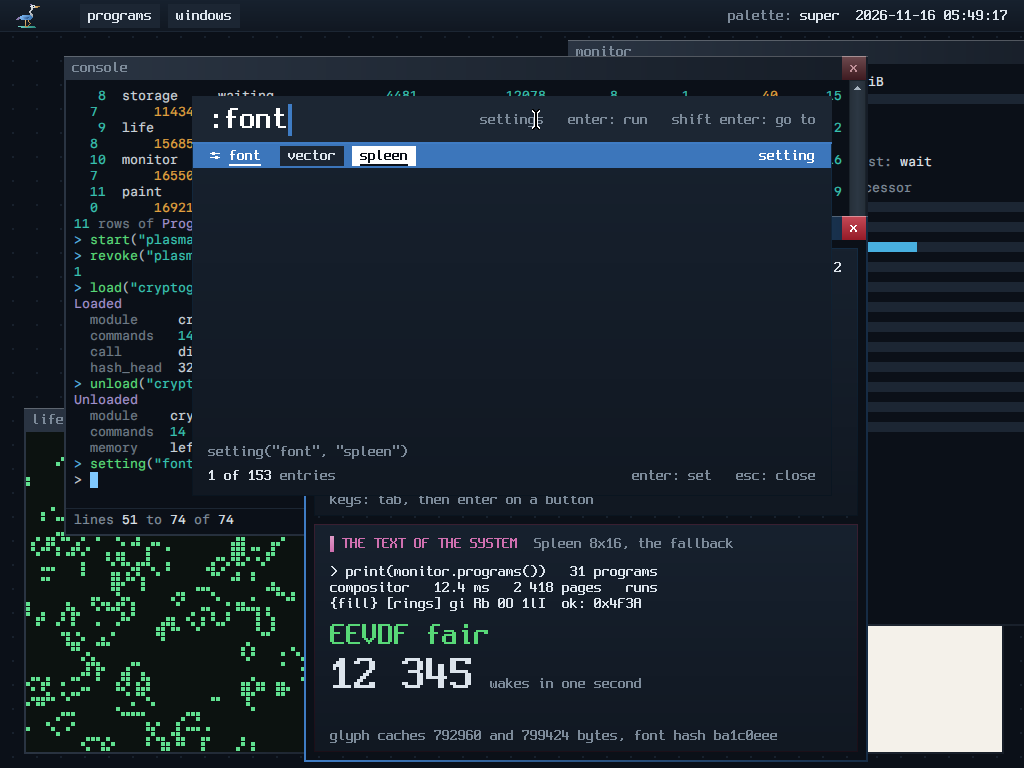 programs windows palette: super 2026-11-16 05:49:17
monitor
console x
8 storage waiting 4481 12078 8 1 40 15
iB
7 11434
9 life 2
8 15685
10 monitor 6
st: wait
7 16550
11 paint 9
cessor
0 16921
11 rows of Prog
> start("plasma
> revoke("plasm
1
> load("cryptog
Loaded
module cr
commands 14
call di
hash_head 32
> unload("crypt
Unloaded
module cry
commands 14
memory lef
> setting("font
>
lines 51 to 74 of 74
life
:font settings enter: run shift enter: go to
font vector spleen setting
setting("font", "spleen")
1 of 153 entries enter: set esc: close
x
2
keys: tab, then enter on a button
THE TEXT OF THE SYSTEM Spleen 8x16, the fallback
> print(monitor.programs()) 31 programs
compositor 12.4 ms 2 418 pages runs
{fill} [rings] gi Rb 0O 1lI ok: 0x4F3A
EEVDF fair
12 345 wakes in one second
glyph caches 792960 and 799424 bytes, font hash ba1c0eee